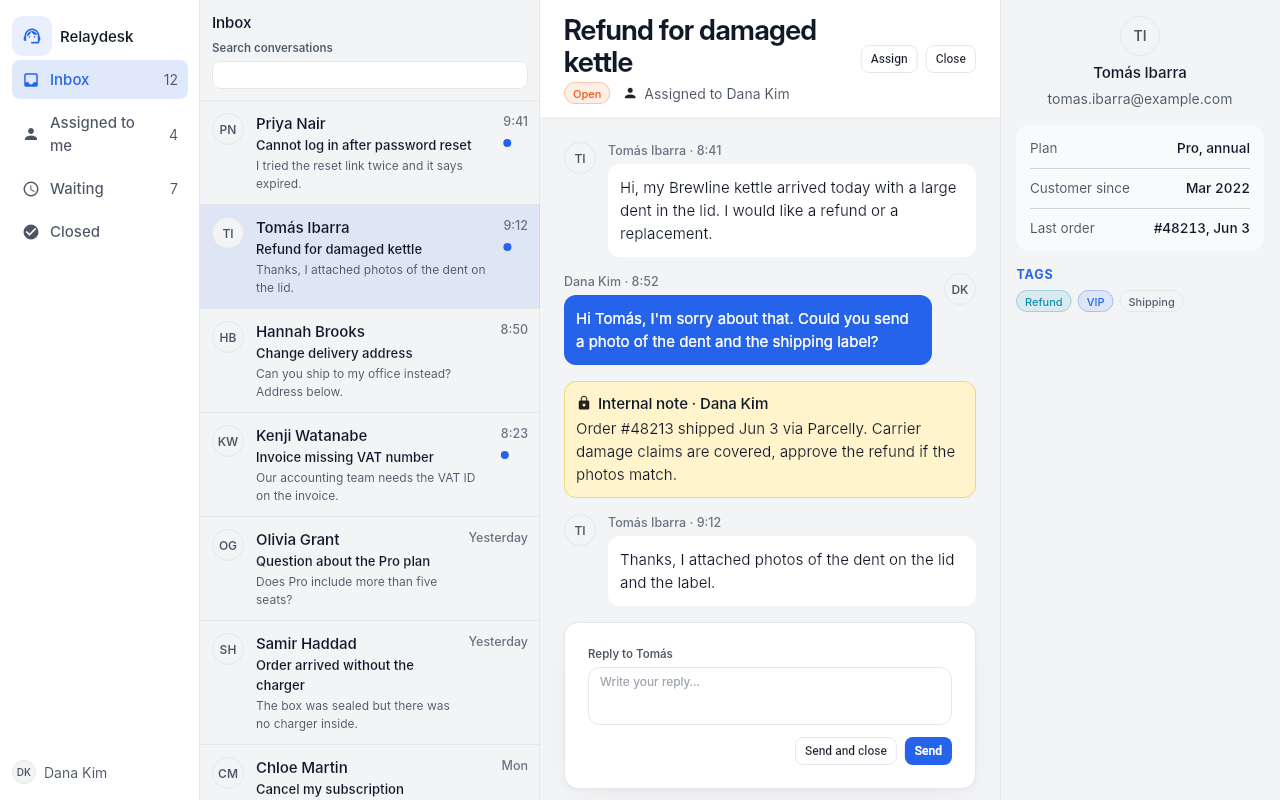 Relaydesk
Inbox 12
Assigned to me 4
Waiting 7
Closed
DK Dana Kim
Inbox
Search conversations
PN Priya Nair 9:41
Cannot log in after password reset
I tried the reset link twice and it says
expired.
TI Tomás Ibarra 9:12
Refund for damaged kettle
Thanks, I attached photos of the dent on
the lid.
HB Hannah Brooks 8:50
Change delivery address
Can you ship to my office instead?
Address below.
KW Kenji Watanabe 8:23
Invoice missing VAT number
Our accounting team needs the VAT ID
on the invoice.
OG Olivia Grant Yesterday
Question about the Pro plan
Does Pro include more than five
seats?
SH Samir Haddad Yesterday
Order arrived without the
charger
The box was sealed but there was
no charger inside.
CM Chloe Martin Mon
Cancel my subscription
Refund for damaged
kettle
Assign Close
Open Assigned to Dana Kim
TI Tomás Ibarra · 8:41
Hi, my Brewline kettle arrived today with a large
dent in the lid. I would like a refund or a
replacement.
Dana Kim · 8:52 DK
Hi Tomás, I'm sorry about that. Could you send
a photo of the dent and the shipping label?
Internal note · Dana Kim
Order #48213 shipped Jun 3 via Parcelly. Carrier
damage claims are covered, approve the refund if the
photos match.
TI Tomás Ibarra · 9:12
Thanks, I attached photos of the dent on the lid
and the label.
Reply to Tomás
Write your reply...
Send and close Send
TI
Tomás Ibarra
tomas.ibarra@example.com
Plan Pro, annual
Customer since Mar 2022
Last order #48213, Jun 3
TAGS
Refund VIP Shipping